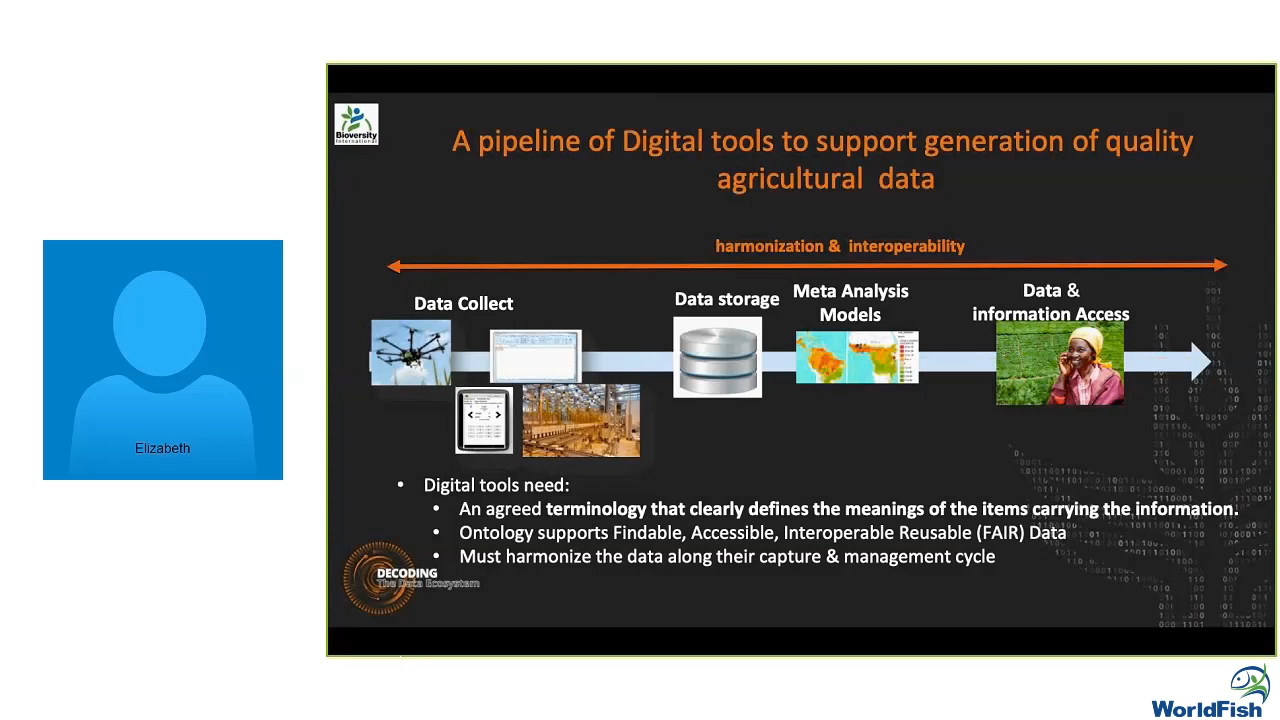 Bioversity
International
A pipeline of Digital tools to support generation of quality
agricultural data
harmonization & interoperability
Data Collect
Data storage
Meta Analysis
Models
Data &
information Access
• Digital tools need:
• An agreed terminology that clearly defines the meanings of the items carrying the information.
• Ontology supports Findable, Accessible, Interoperable Reusable (FAIR) Data
• Must harmonize the data along their capture & management cycle
DECODING
The Data Ecosystem
Elizabeth
WorldFish